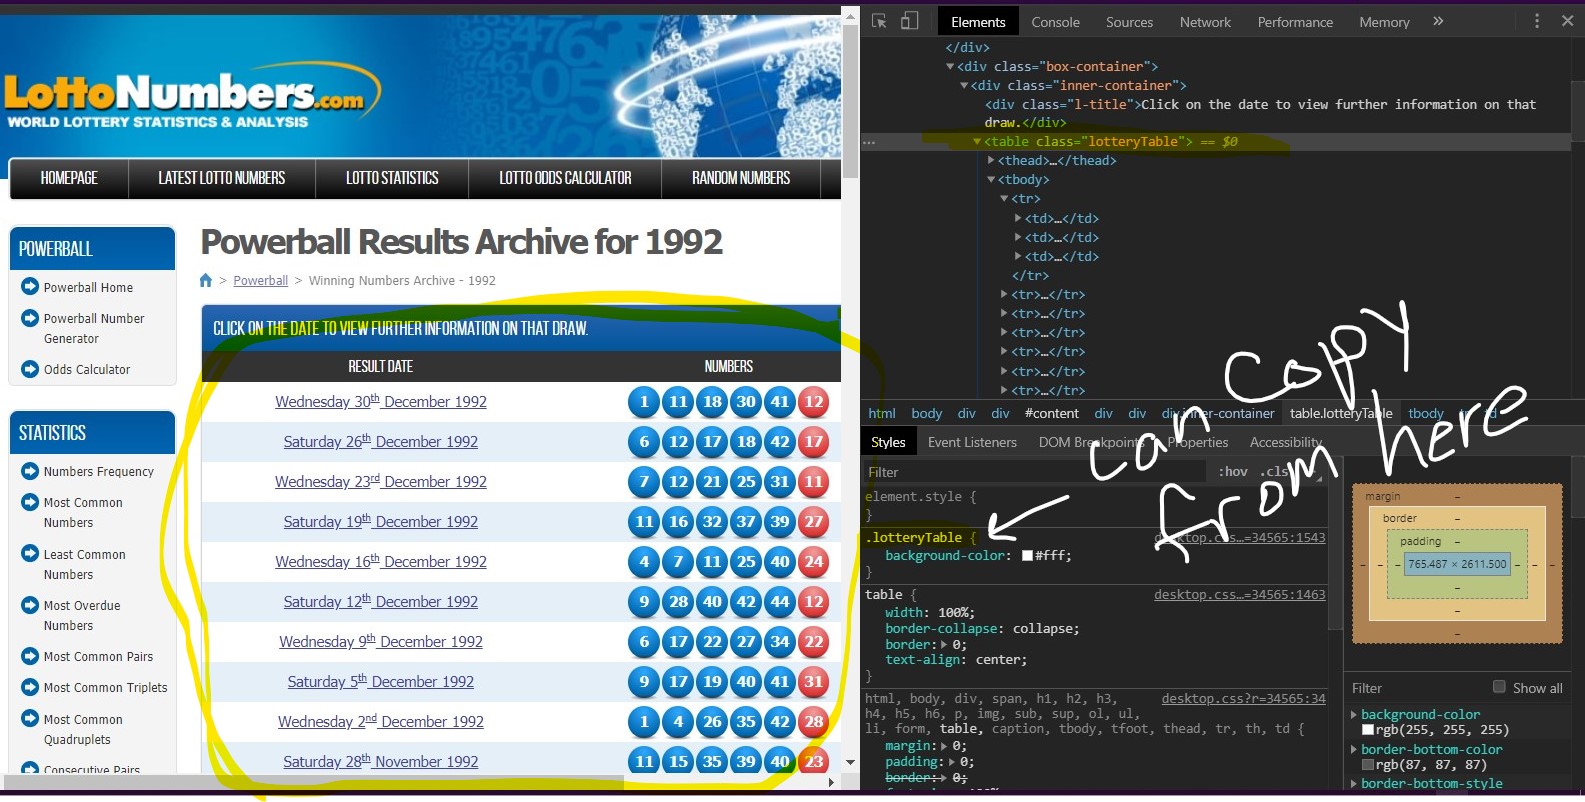 LottoNumbers.com
WORLD LOTTERY STATISTICS & ANALYSIS
HOMEPAGE LATEST LOTTO NUMBERS LOTTO STATISTICS LOTTO ODDS CALCULATOR RANDOM NUMBERS
POWERBALL
Powerball Home
Powerball Number
Generator
Odds Calculator
STATISTICS
Numbers Frequency
Most Common
Numbers
Least Common
Numbers
Most Overdue
Numbers
Most Common Pairs
Most Common Triplets
Most Common
Quadruplets
Consecutive Pairs
Powerball Results Archive for 1992
> Powerball > Winning Numbers Archive - 1992
CLICK ON THE DATE TO VIEW FURTHER INFORMATION ON THAT DRAW.
RESULT DATE NUMBERS
Wednesday 30th December 1992 1 11 18 30 41 12
Saturday 26th December 1992 6 12 17 18 42 17
Wednesday 23rd December 1992 7 12 21 25 31 11
Saturday 19th December 1992 11 16 32 37 39 27
Wednesday 16th December 1992 4 7 11 25 40 24
Saturday 12th December 1992 9 28 40 42 44 12
Wednesday 9th December 1992 6 17 22 27 34 22
Saturday 5th December 1992 9 17 19 40 41 31
Wednesday 2nd December 1992 1 4 26 35 42 28
Saturday 28th November 1992 11 15 35 39 40 23
Elements Console Sources Network Performance Memory »
</div>
<div class="box-container">
<div class="inner-container">
<div class="l-title">Click on the date to view further information on that
draw.</div>
… <table class="lotteryTable"> == $0
<thead>…</thead>
<tbody>
<tr>
<td>…</td>
<td>…</td>
<td>…</td>
</tr>
<tr>…</tr>
<tr>…</tr>
<tr>…</tr>
<tr>…</tr>
<tr>…</tr>
<tr>…</tr>
html body div div #content div div div.inner-container table.lotteryTable tbody tr td
Styles Event Listeners DOM Breakpoints Properties Accessibility
Filter :hov .cls
element.style {
}
.lotteryTable { desktop.css…=34565:1543
background-color: #fff;
}
table { desktop.css…=34565:1463
width: 100%;
border-collapse: collapse;
border: 0;
text-align: center;
}
html, body, div, span, h1, h2, h3, desktop.css?r=34565:34
h4, h5, h6, p, img, sub, sup, ol, ul,
li, form, table, caption, tbody, tfoot, thead, tr, th, td {
margin: 0;
padding: 0;
border: 0;
can copy
from here
margin –
border –
padding –
– – – 765.487 × 2611.500 – – –
–
–
–
Filter Show all
background-color
rgb(255, 255, 255)
border-bottom-color
rgb(87, 87, 87)
border-bottom-style